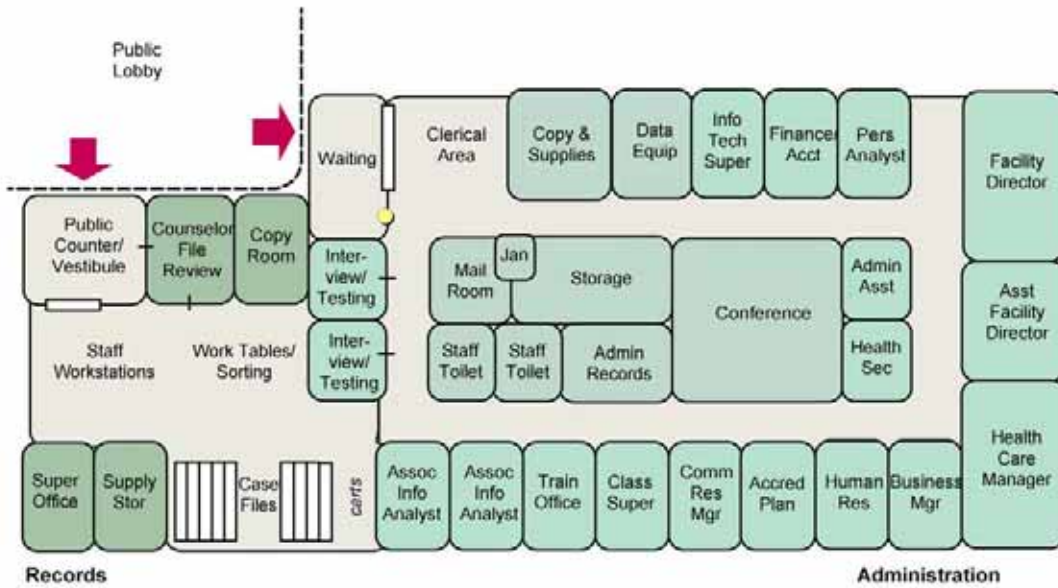 Public
Lobby
Waiting
Clerical
Area
Copy &
Supplies
Data
Equip
Info
Tech
Super
Finance/
Acct
Pers
Analyst
Facility
Director
Public
Counter/
Vestibule
Counselor
File
Review
Copy
Room
Inter-
view/
Testing
Mail
Room
Jan
Storage
Conference
Admin
Asst
Asst
Facility
Director
Staff
Workstations
Work Tables/
Sorting
Inter-
view/
Testing
Staff
Toilet
Staff
Toilet
Admin
Records
Health
Sec
Health
Care
Manager
Super
Office
Supply
Stor
Case
Files
carts
Assoc
Info
Analyst
Assoc
Info
Analyst
Train
Office
Class
Super
Comm
Res
Mgr
Accred
Plan
Human
Res
Business
Mgr
Records
Administration